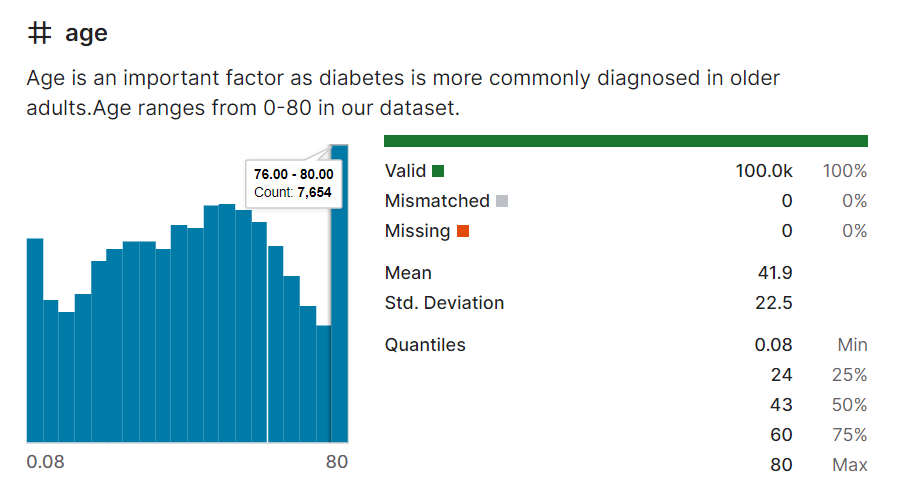 # age
Age is an important factor as diabetes is more commonly diagnosed in older
adults.Age ranges from 0-80 in our dataset.
76.00 - 80.00
Count: 7,654
0.08 80
Valid 100.0k 100%
Mismatched 0 0%
Missing 0 0%
Mean 41.9
Std. Deviation 22.5
Quantiles 0.08 Min
24 25%
43 50%
60 75%
80 Max